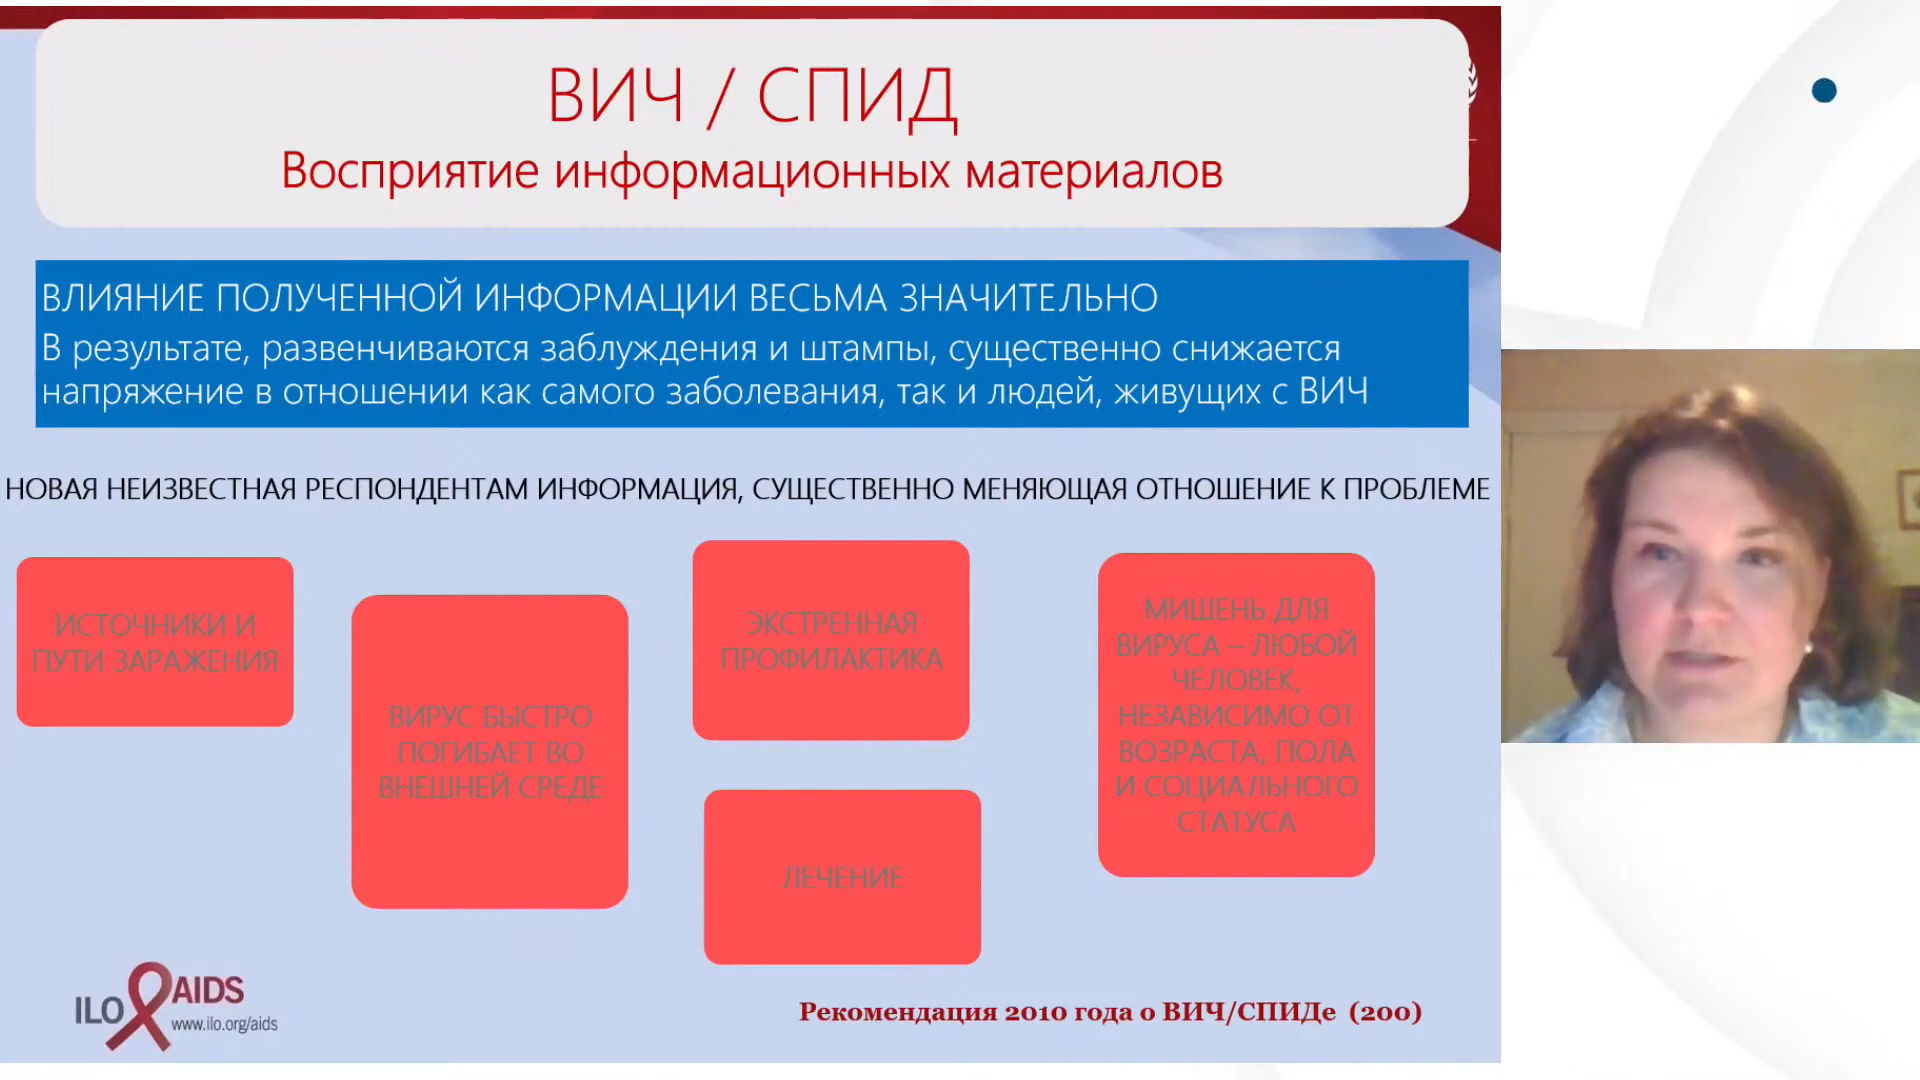 ВИЧ / СПИД
Восприятие информационных материалов
ВЛИЯНИЕ ПОЛУЧЕННОЙ ИНФОРМАЦИИ ВЕСЬМА ЗНАЧИТЕЛЬНО
В результате, развенчиваются заблуждения и штампы, существенно снижается
напряжение в отношении как самого заболевания, так и людей, живущих с ВИЧ
НОВАЯ НЕИЗВЕСТНАЯ РЕСПОНДЕНТАМ ИНФОРМАЦИЯ, СУЩЕСТВЕННО МЕНЯЮЩАЯ ОТНОШЕНИЕ К ПРОБЛЕМЕ
ИСТОЧНИКИ И
ПУТИ ЗАРАЖЕНИЯ
ВИРУС БЫСТРО
ПОГИБАЕТ ВО
ВНЕШНЕЙ СРЕДЕ
ЭКСТРЕННАЯ
ПРОФИЛАКТИКА
ЛЕЧЕНИЕ
МИШЕНЬ ДЛЯ
ВИРУСА – ЛЮБОЙ
ЧЕЛОВЕК,
НЕЗАВИСИМО ОТ
ВОЗРАСТА, ПОЛА
И СОЦИАЛЬНОГО
СТАТУСА
ILO AIDS
www.ilo.org/aids
Рекомендация 2010 года о ВИЧ/СПИДе (200)